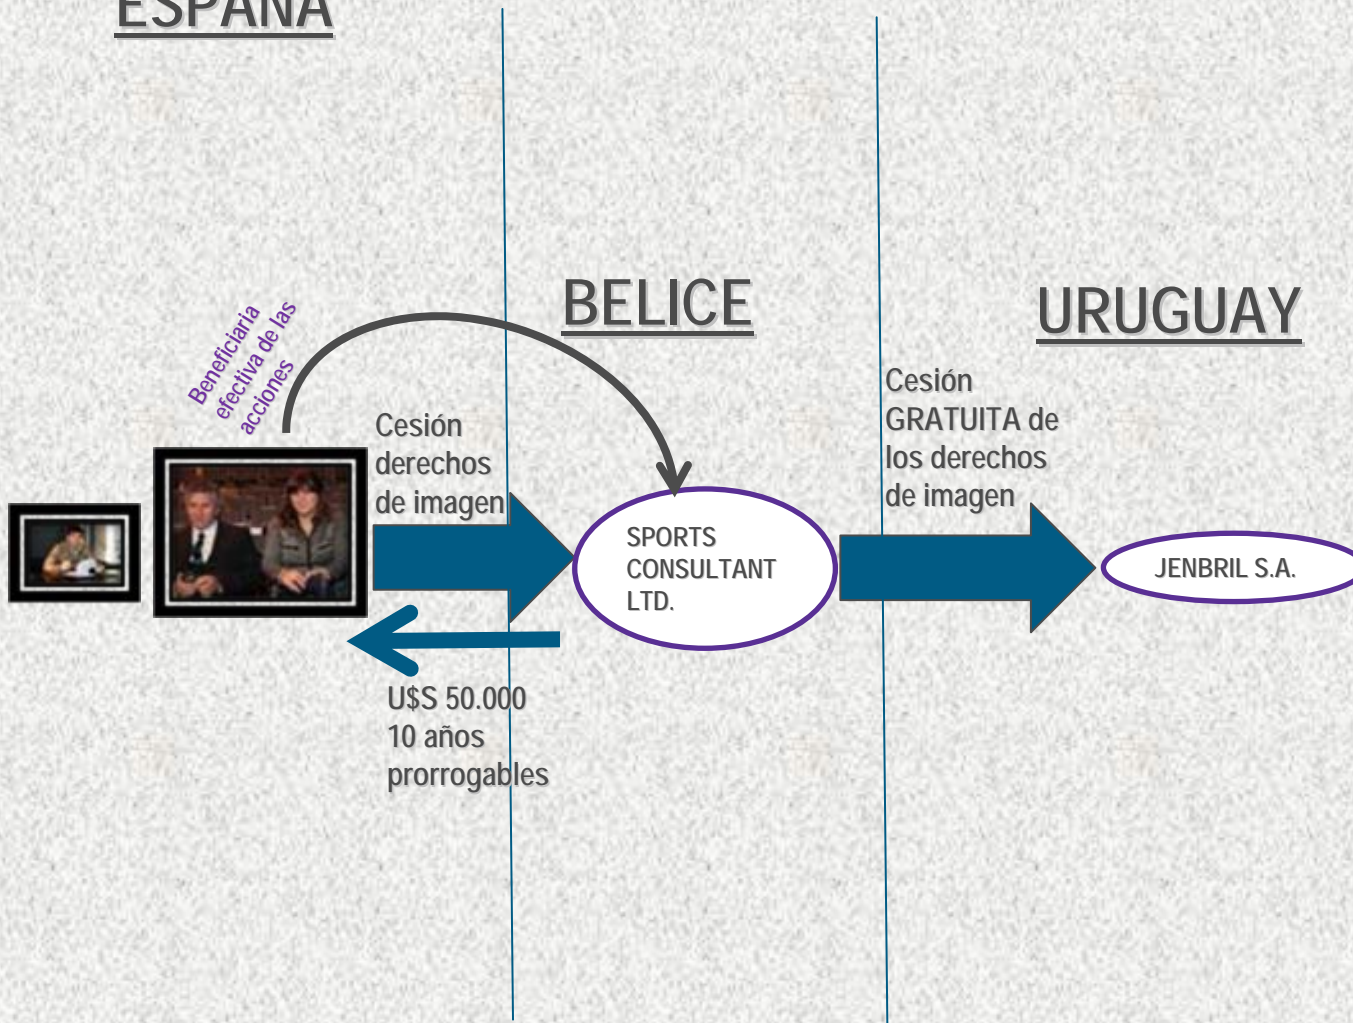 ESPAÑA
BELICE
URUGUAY
Beneficiaria
efectiva de las
acciones
Cesión
derechos
de imagen
Cesión
GRATUITA de
los derechos
de imagen
SPORTS
CONSULTANT
LTD.
JENBRIL S.A.
U$S 50.000
10 años
prorrogables